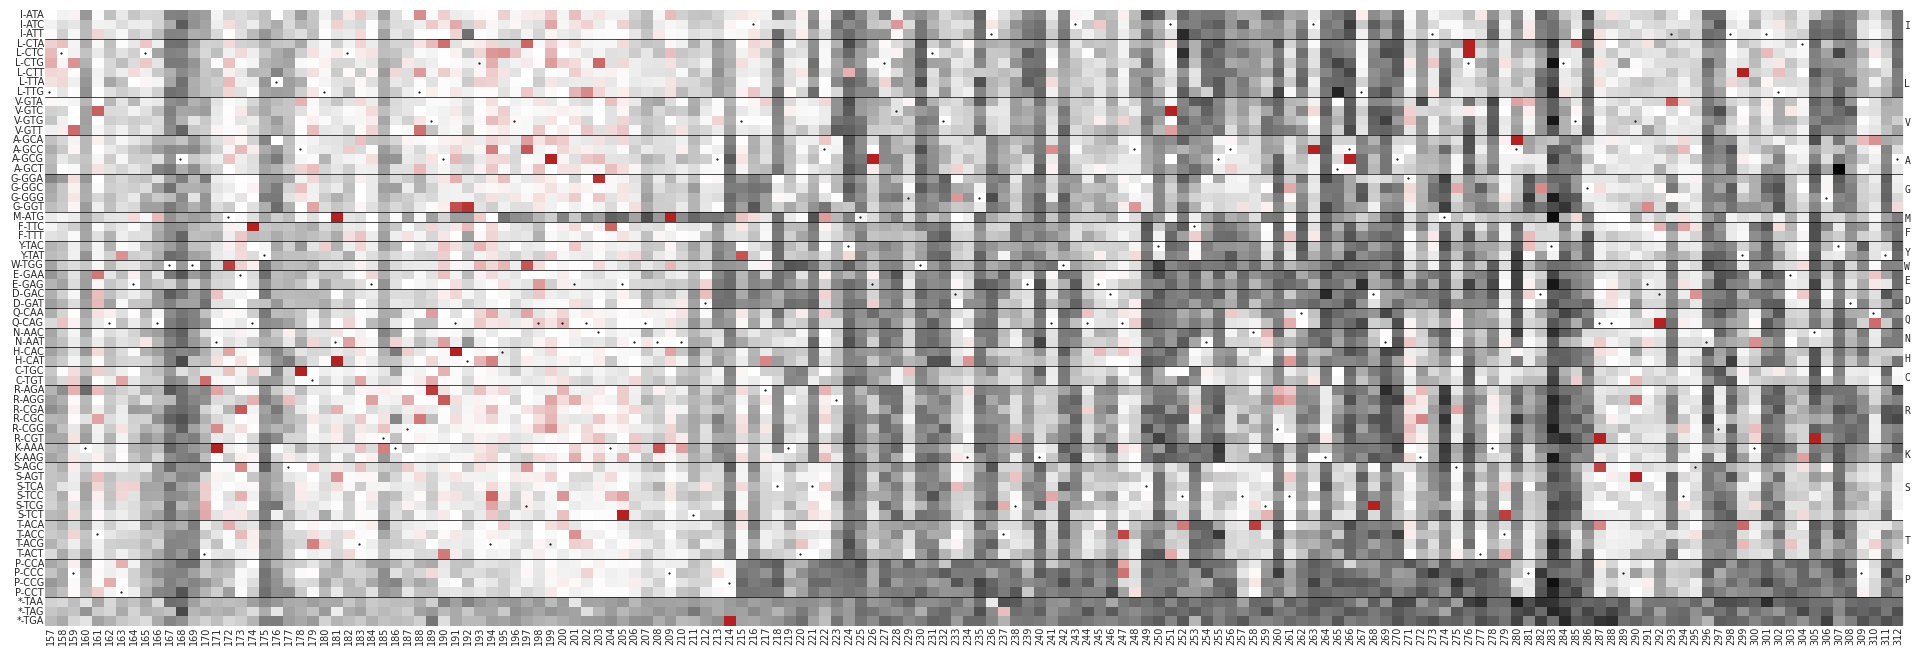 I-ATA
I-ATC
I-ATT
L-CTA
L-CTC
L-CTG
L-CTT
L-TTA
L-TTG
V-GTA
V-GTC
V-GTG
V-GTT
A-GCA
A-GCC
A-GCG
A-GCT
G-GGA
G-GGC
G-GGG
G-GGT
M-ATG
F-TTC
F-TTT
Y-TAC
Y-TAT
W-TGG
E-GAA
E-GAG
D-GAC
D-GAT
Q-CAA
Q-CAG
N-AAC
N-AAT
H-CAC
H-CAT
C-TGC
C-TGT
R-AGA
R-AGG
R-CGA
R-CGC
R-CGG
R-CGT
K-AAA
K-AAG
S-AGC
S-AGT
S-TCA
S-TCC
S-TCG
S-TCT
T-ACA
T-ACC
T-ACG
T-ACT
P-CCA
P-CCC
P-CCG
P-CCT
*-TAA
*-TAG
*-TGA
I
L
V
A
G
M
F
Y
W
E
D
Q
N
H
C
R
K
S
T
P
157 158 159 160 161 162 163 164 165 166 167 168 169 170 171 172 173 174 175 176 177 178 179 180 181 182 183 184 185 186 187 188 189 190 191 192 193 194 195 196 197 198 199 200 201 202 203 204 205 206 207 208 209 210 211 212 213 214 215 216 217 218 219 220 221 222 223 224 225 226 227 228 229 230 231 232 233 234 235 236 237 238 239 240 241 242 243 244 245 246 247 248 249 250 251 252 253 254 255 256 257 258 259 260 261 262 263 264 265 266 267 268 269 270 271 272 273 274 275 276 277 278 279 280 281 282 283 284 285 286 287 288 289 290 291 292 293 294 295 296 297 298 299 300 301 302 303 304 305 306 307 308 309 310 311 312